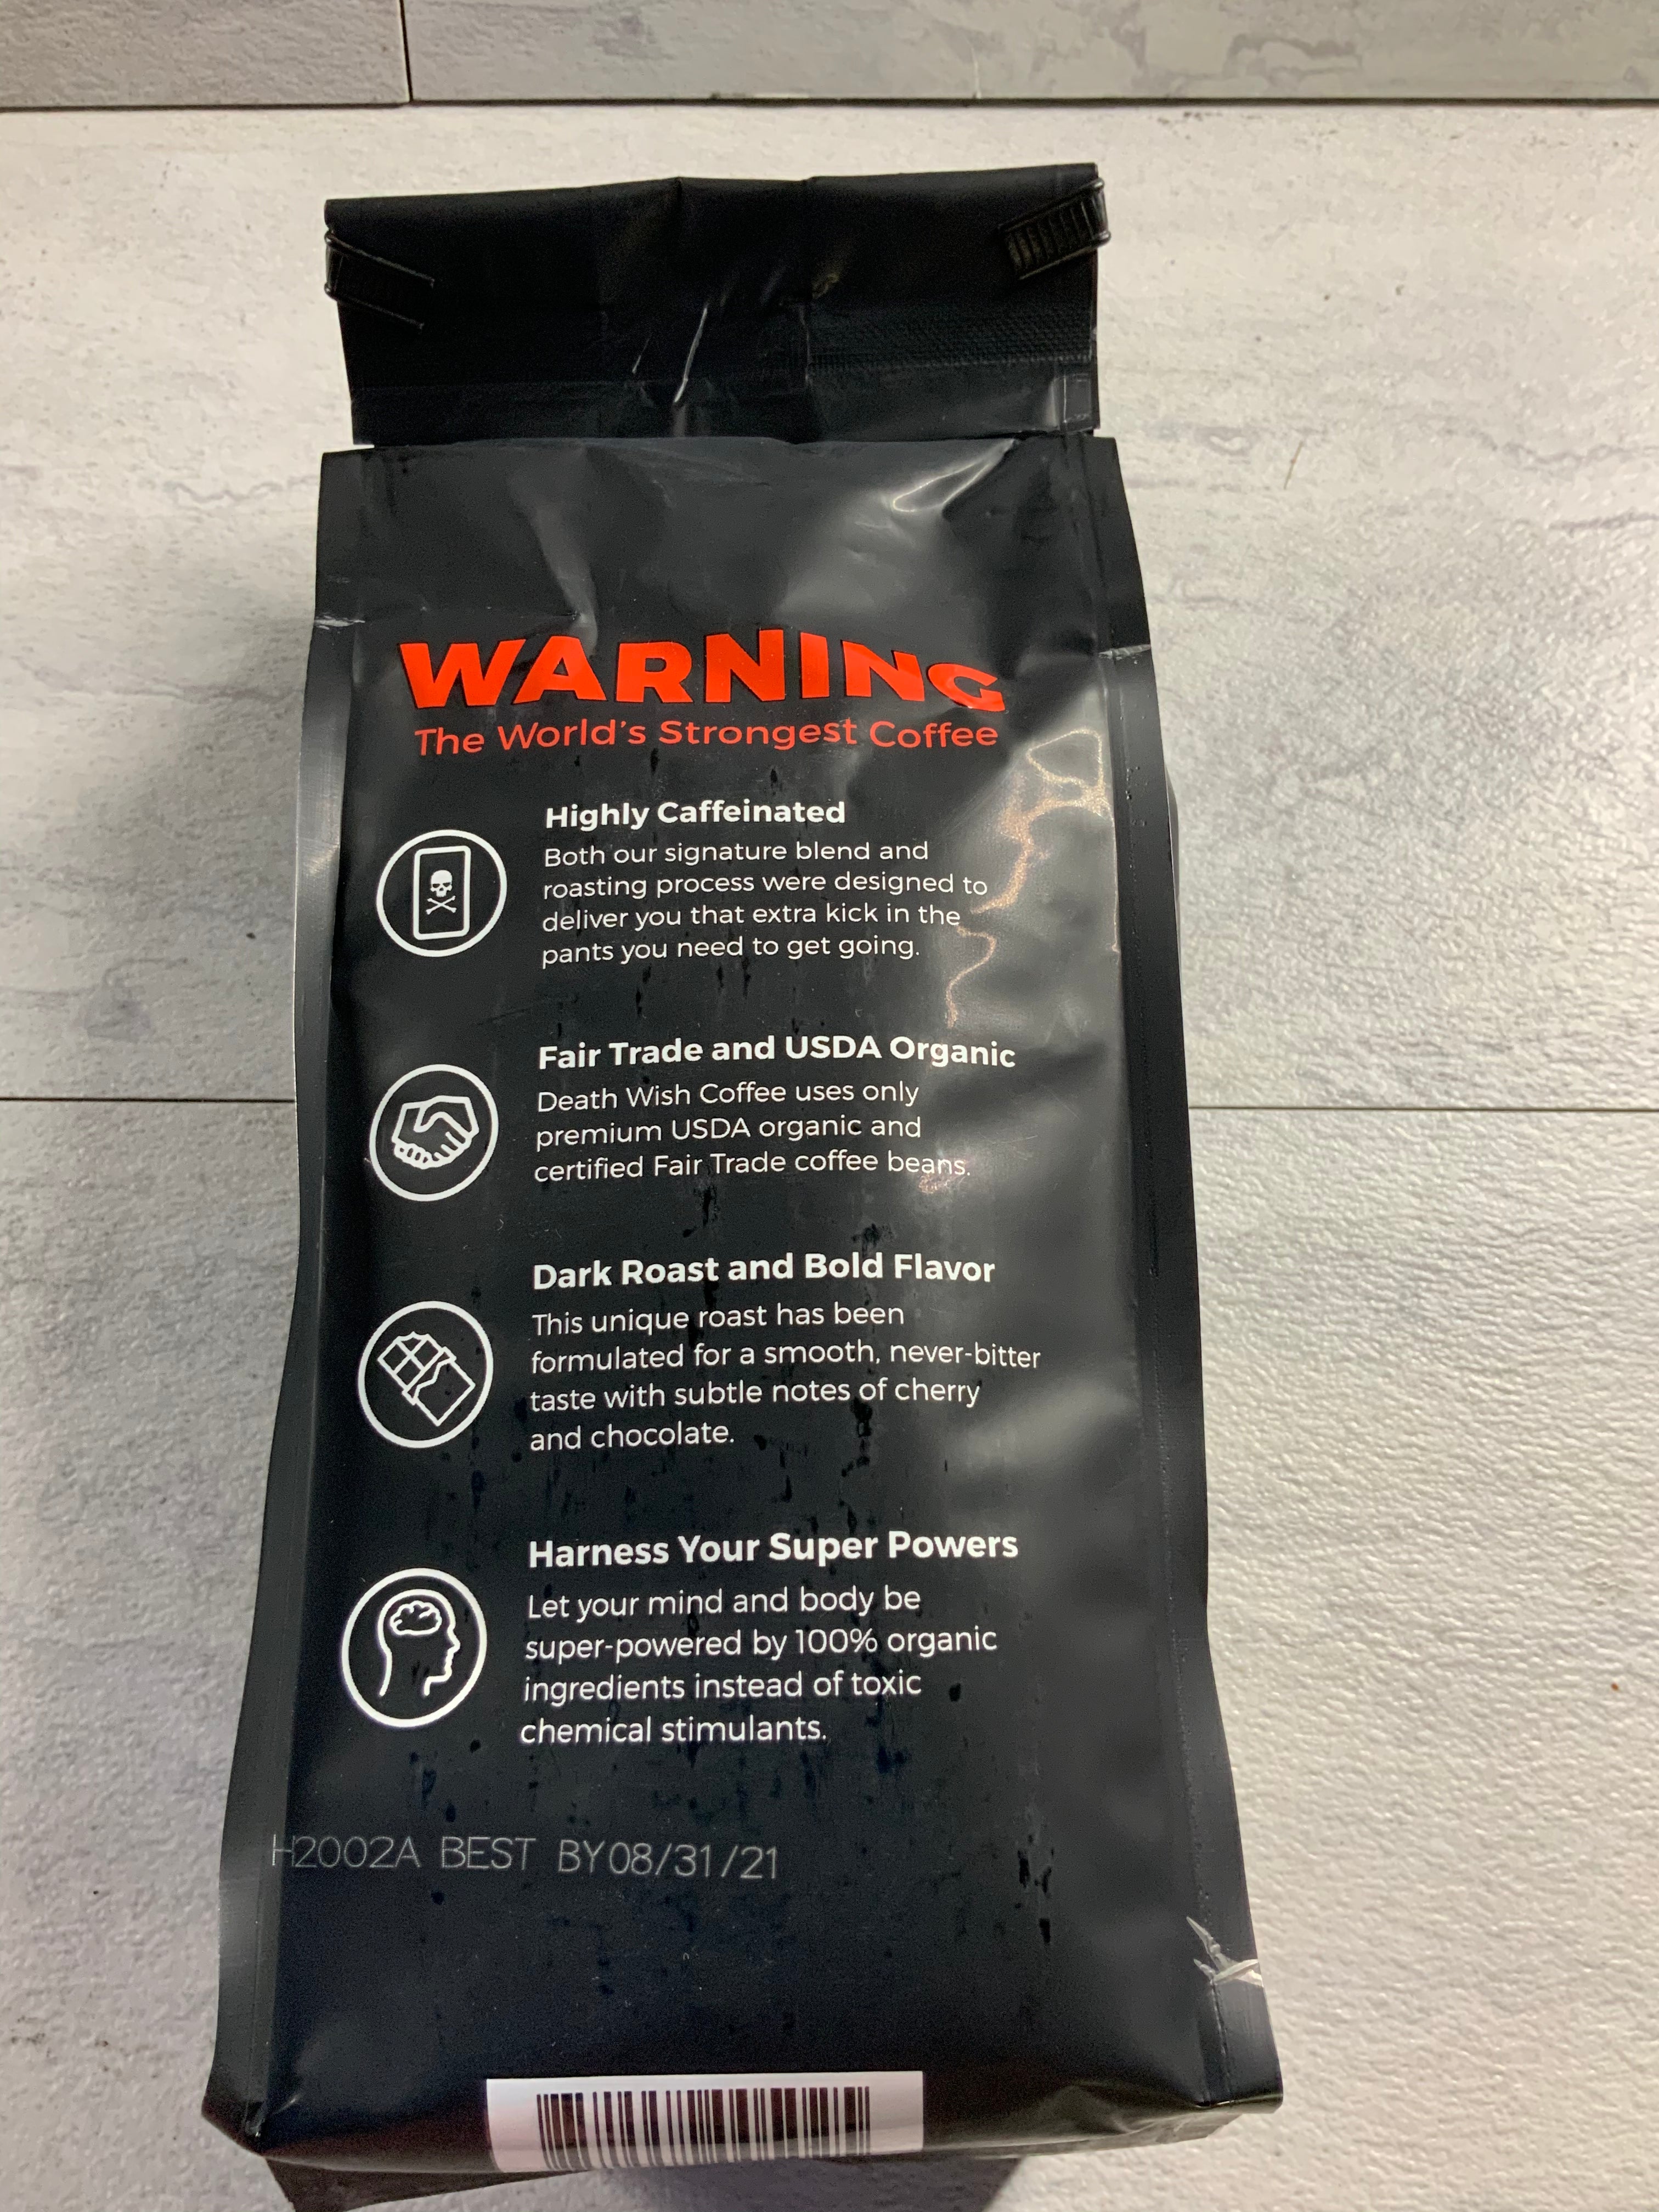 WARNING
The World's Strongest Coffee
Highly Caffeinated
Both our signature blend and
roasting process were designed to
deliver you that extra kick in the
pants you need to get going.
Fair Trade and USDA Organic
Death Wish Coffee uses only
premium USDA organic and
certified Fair Trade coffee beans.
Dark Roast and Bold Flavor
This unique roast has been
formulated for a smooth, never-bitter
taste with subtle notes of cherry
and chocolate.
Harness Your Super Powers
Let your mind and body be
super-powered by 100% organic
ingredients instead of toxic
chemical stimulants.
H2002A BEST BY 08/31/21